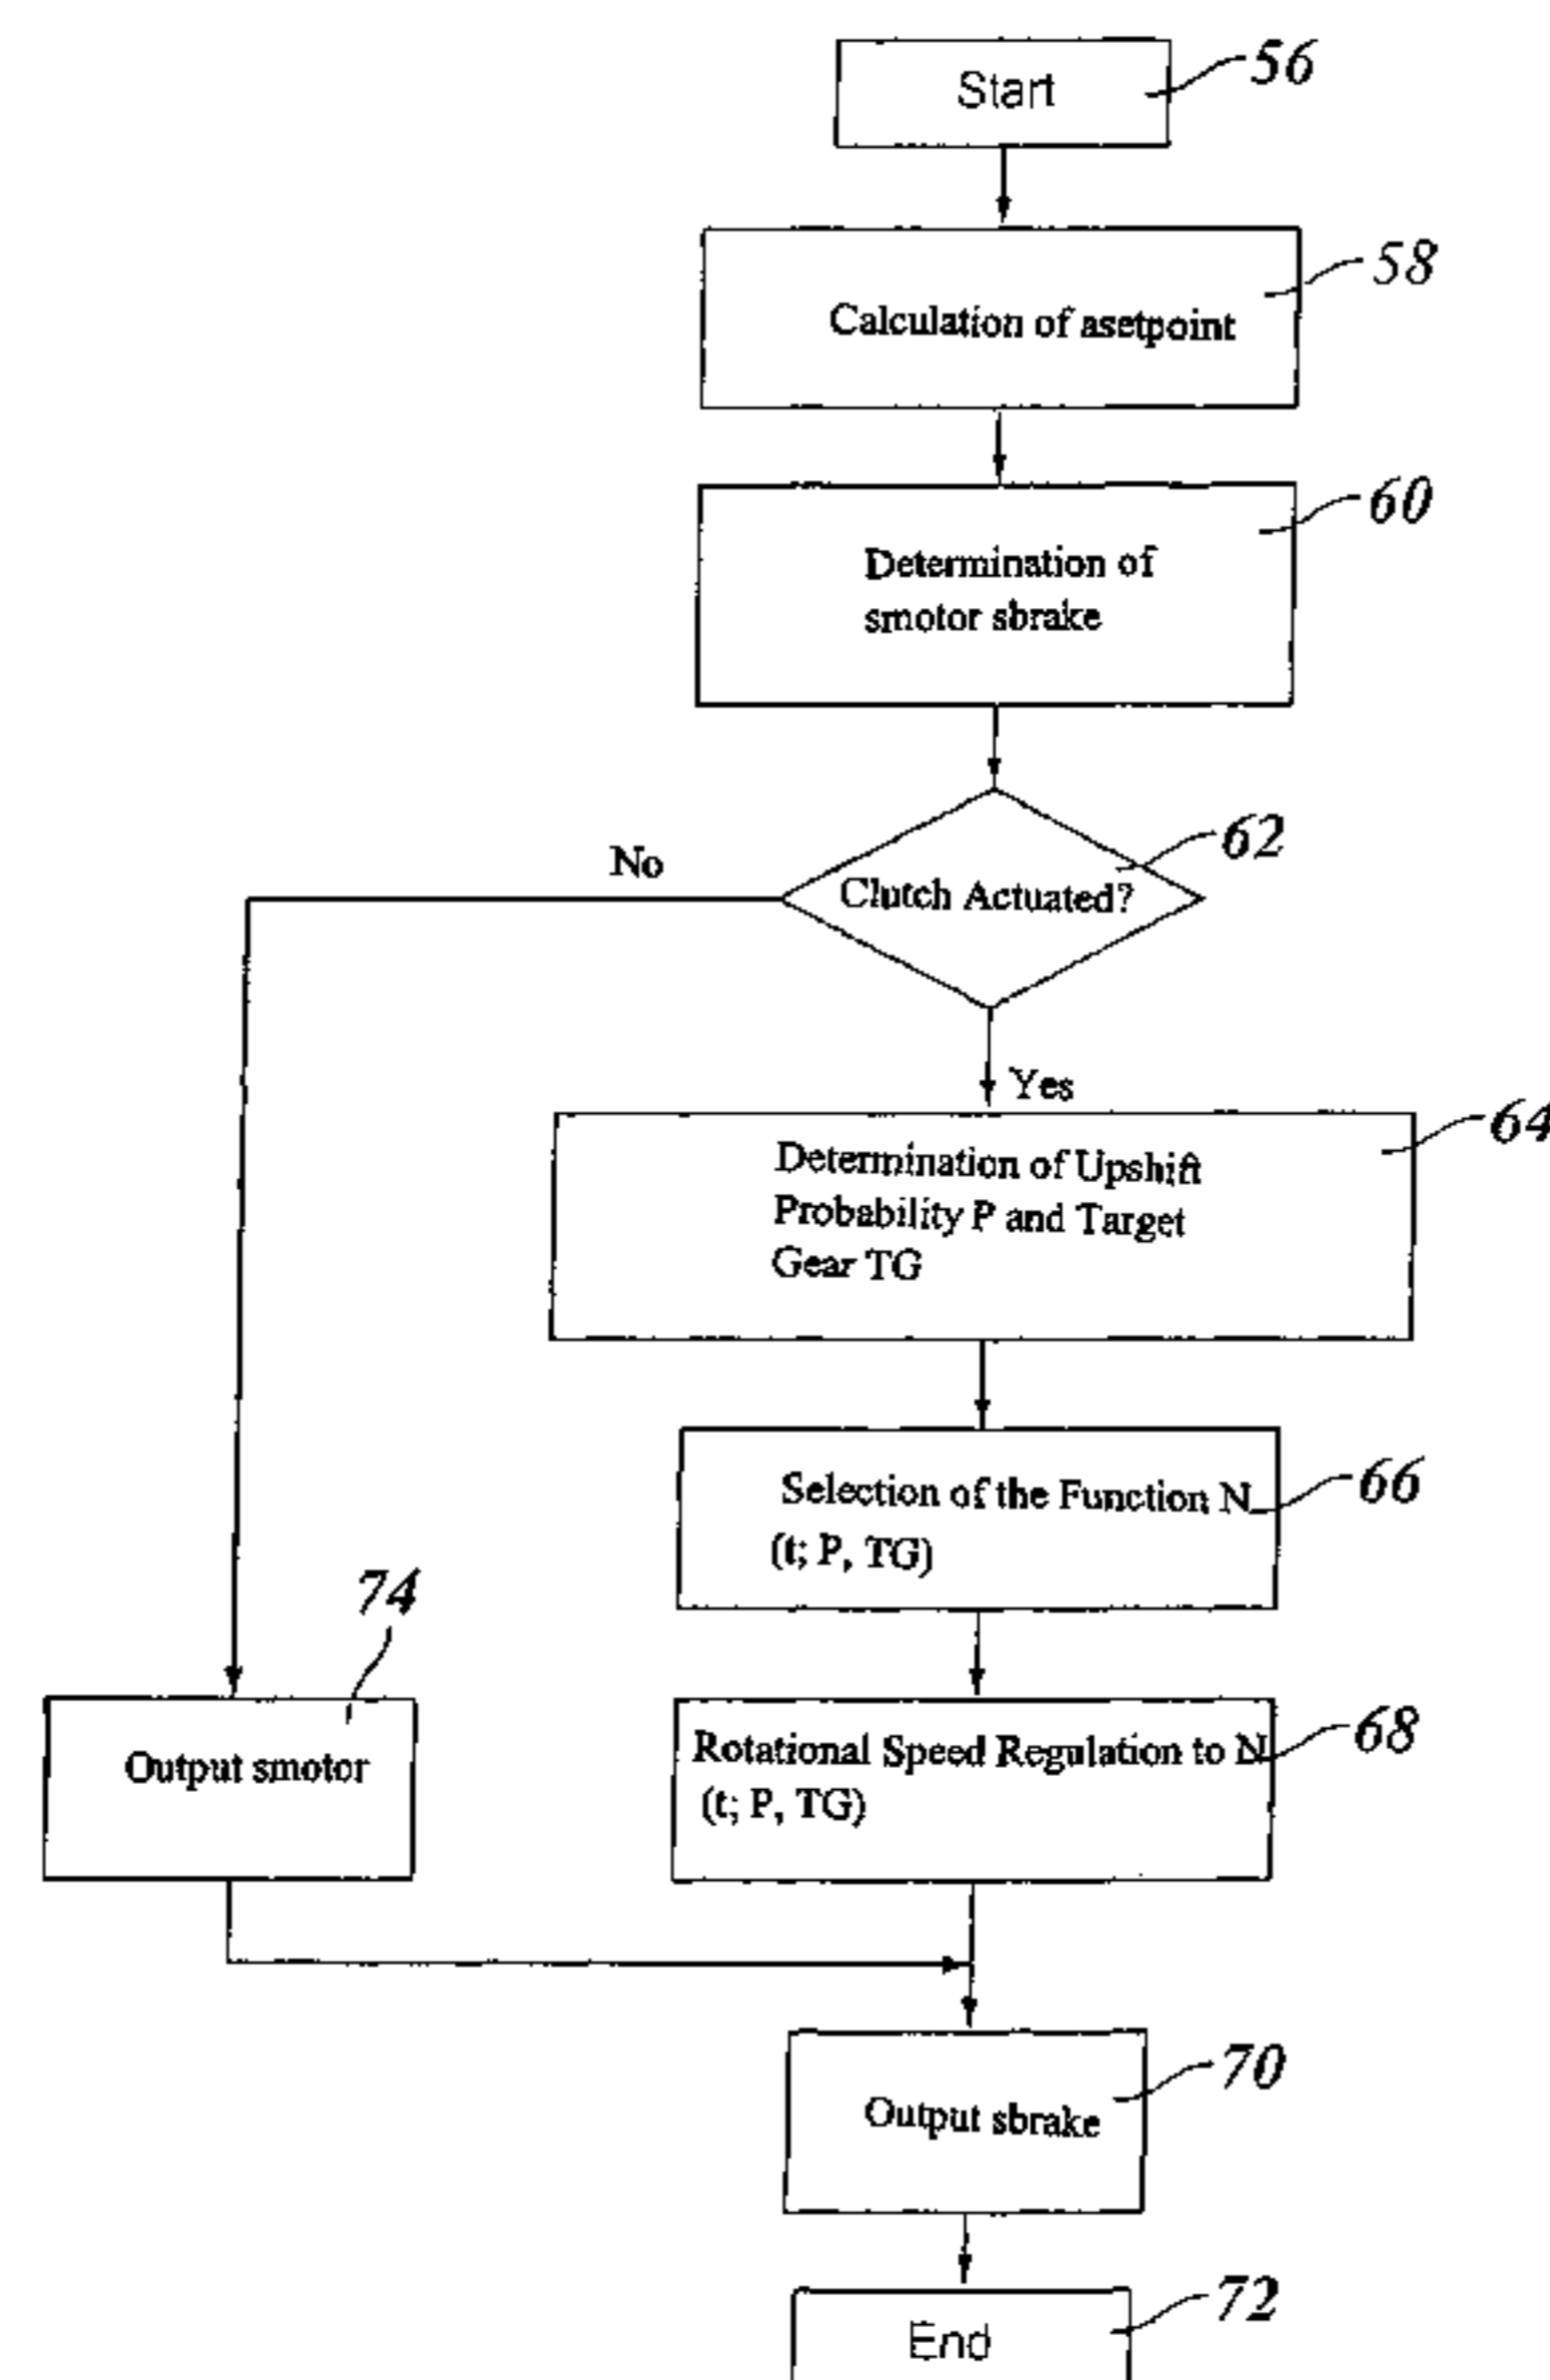 Start
56
Calculation of asetpoint
58
Determination of
smotor sbrake
60
Clutch Actuated?
62
No
Yes
Determination of Upshift
Probability P and Target
Gear TG
64
Selection of the Function N
(t; P, TG)
66
Rotational Speed Regulation to N
(t; P, TG)
68
Output smotor
74
Output sbrake
70
End
72